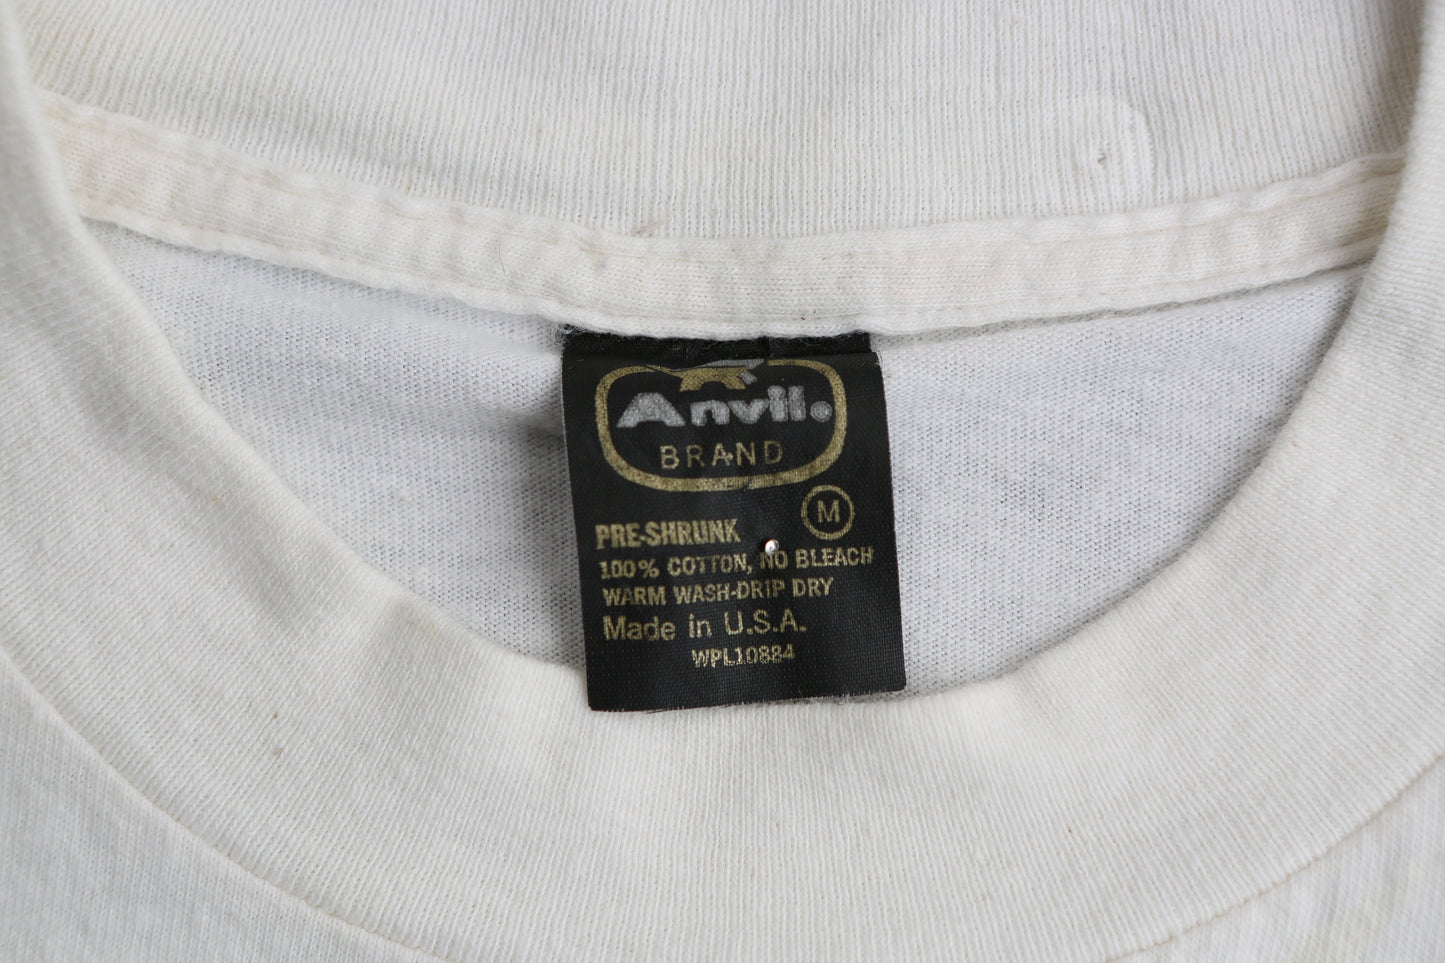 Anvil.
BRAND
M
PRE-SHRUNK
100% COTTON, NO BLEACH
WARM WASH-DRIP DRY
Made in U.S.A.
WPL10884